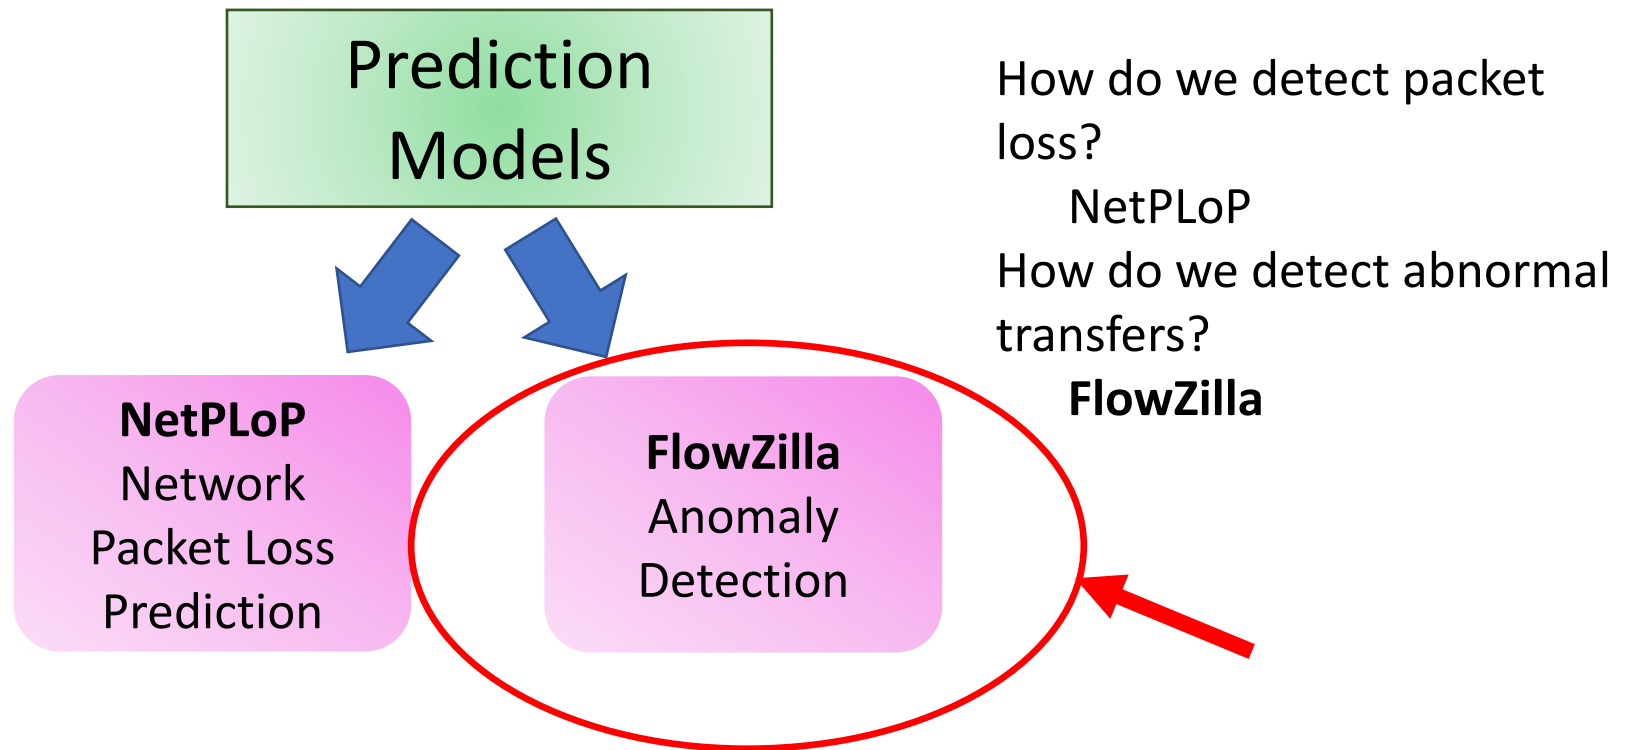 Prediction
Models
NetPLoP
Network
Packet Loss
Prediction
FlowZilla
Anomaly
Detection
How do we detect packet
loss?
NetPLoP
How do we detect abnormal
transfers?
FlowZilla